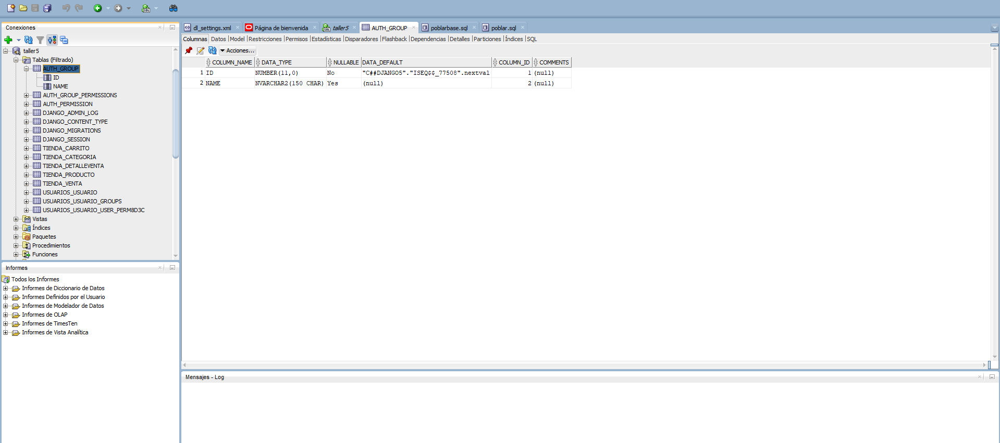 Conexiones
taller5
Tablas (Filtrado)
AUTH_GROUP
ID
NAME
AUTH_GROUP_PERMISSIONS
AUTH_PERMISSION
DJANGO_ADMIN_LOG
DJANGO_CONTENT_TYPE
DJANGO_MIGRATIONS
DJANGO_SESSION
TIENDA_CARRITO
TIENDA_CATEGORIA
TIENDA_DETALLEVENTA
TIENDA_PRODUCTO
TIENDA_VENTA
USUARIOS_USUARIO
USUARIOS_USUARIO_GROUPS
USUARIOS_USUARIO_USER_PERM8D3C
Vistas
Índices
Paquetes
Procedimientos
Funciones
Informes
Todos los Informes
Informes de Diccionario de Datos
Informes Definidos por el Usuario
Informes de Modelador de Datos
Informes de OLAP
Informes de TimesTen
Informes de Vista Analítica
dl_settings.xml Página de bienvenida taller5 AUTH_GROUP poblarbase.sql poblar.sql
Columnas Datos Model Restricciones Permisos Estadísticas Disparadores Flashback Dependencias Detalles Particiones Índices SQL
Acciones...
COLUMN_NAME DATA_TYPE NULLABLE DATA_DEFAULT COLUMN_ID COMMENTS
1 ID NUMBER(11,0) No "C##DJANGO5"."ISEQ$$_77508".nextval 1 (null)
2 NAME NVARCHAR2(150 CHAR) Yes (null) 2 (null)
Mensajes - Log